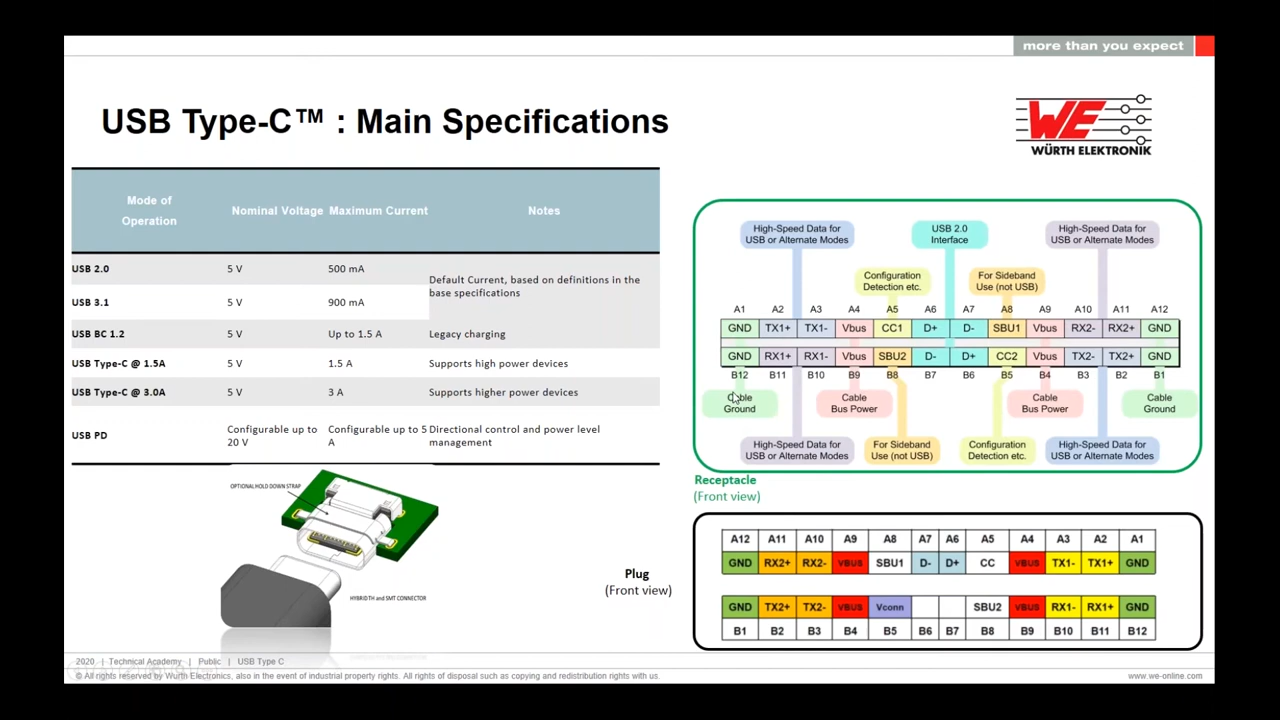 more than you expect
USB Type-C™ : Main Specifications
WE
WÜRTH ELEKTRONIK
Mode of
Operation
Nominal Voltage
Maximum Current
Notes
USB 2.0
5 V
500 mA
Default Current, based on definitions in the
base specifications
USB 3.1
5 V
900 mA
USB BC 1.2
5 V
Up to 1.5 A
Legacy charging
USB Type-C @ 1.5A
5 V
1.5 A
Supports high power devices
USB Type-C @ 3.0A
5 V
3 A
Supports higher power devices
USB PD
Configurable up to
20 V
Configurable up to 5
A
Directional control and power level
management
OPTIONAL HOLD DOWN STRAP
HYBRID TH and SMT CONNECTOR
High-Speed Data for
USB or Alternate Modes
USB 2.0
Interface
High-Speed Data for
USB or Alternate Modes
Configuration
Detection etc.
For Sideband
Use (not USB)
A1 A2 A3 A4 A5 A6 A7 A8 A9 A10 A11 A12
GND TX1+ TX1- Vbus CC1 D+ D- SBU1 Vbus RX2- RX2+ GND
GND RX1+ RX1- Vbus SBU2 D- D+ CC2 Vbus TX2- TX2+ GND
B12 B11 B10 B9 B8 B7 B6 B5 B4 B3 B2 B1
Cable
Ground
Cable
Bus Power
Cable
Bus Power
Cable
Ground
High-Speed Data for
USB or Alternate Modes
For Sideband
Use (not USB)
Configuration
Detection etc.
High-Speed Data for
USB or Alternate Modes
Receptacle
(Front view)
Plug
(Front view)
A12 A11 A10 A9 A8 A7 A6 A5 A4 A3 A2 A1
GND RX2+ RX2- VBUS SBU1 D- D+ CC VBUS TX1- TX1+ GND
GND TX2+ TX2- VBUS Vconn SBU2 VBUS RX1- RX1+ GND
B1 B2 B3 B4 B5 B6 B7 B8 B9 B10 B11 B12
2020 | Technical Academy | Public | USB Type C
© All rights reserved by Wurth Electronics, also in the event of industrial property rights. All rights of disposal such as copying and redistribution rights with us.
www.we-online.com